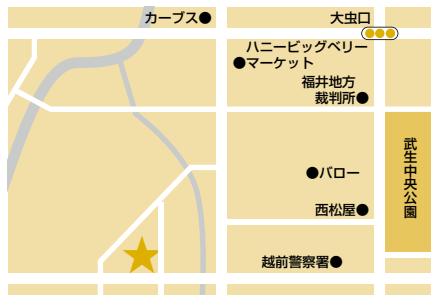 カーブス●
大虫口
ハニービッグベリー
●マーケット
福井地方
裁判所●
武生中央公園
●バロー
西松屋●
越前警察署●